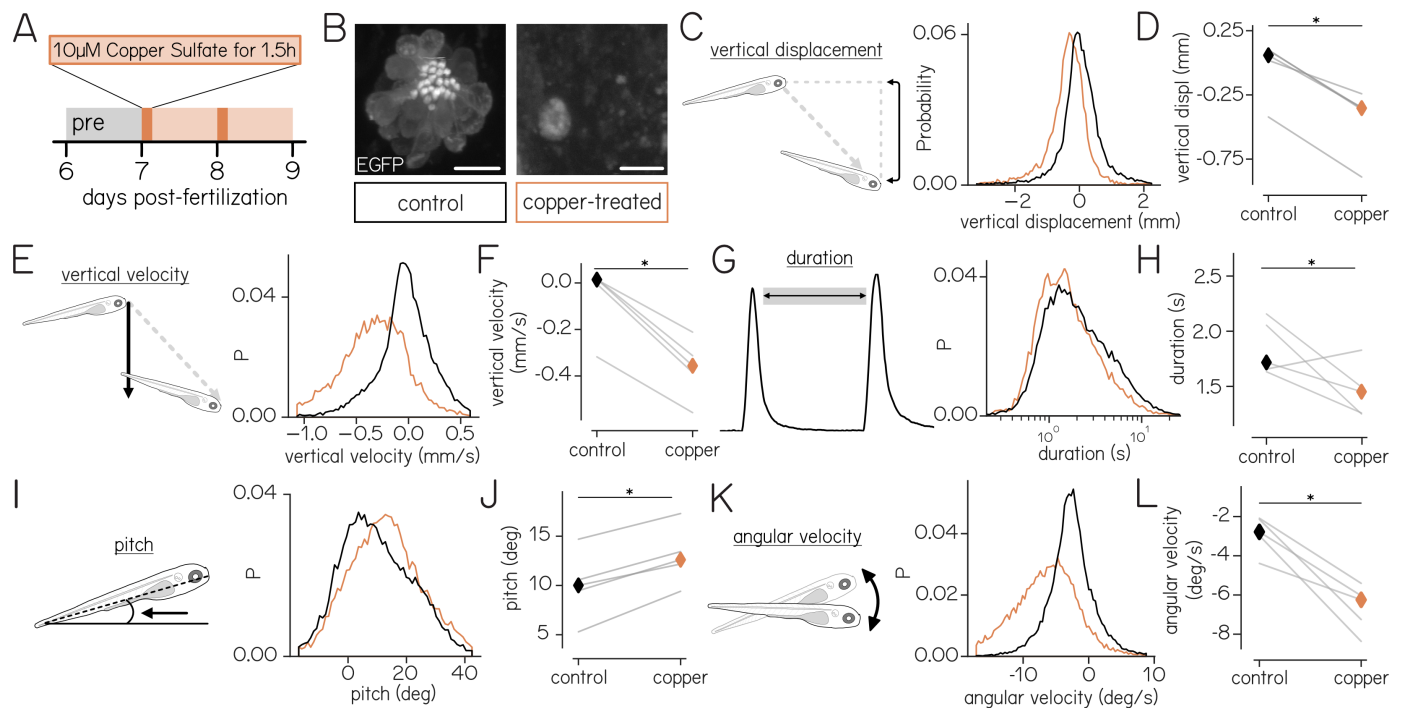 A
10µM Copper Sulfate for 1.5h
pre
6 7 8 9
days post-fertilization
B
EGFP
control
copper-treated
C
vertical displacement
Probability
0.06
0.00
−2 0 2
vertical displacement (mm)
D
*
vertical displ (mm)
0.25
-0.25
-0.75
control copper
E
vertical velocity
P
0.04
0.00
−1.0 −0.5 0.0 0.5
vertical velocity (mm/s)
F
*
vertical velocity
(mm/s)
0.0
-0.2
-0.4
control copper
G
duration
P
0.04
0.00
10⁰ 10¹
duration (s)
H
*
duration (s)
2.5
2.0
1.5
control copper
I
pitch
P
0.04
0.00
0 20 40
pitch (deg)
J
*
pitch (deg)
15
10
5
control copper
K
angular velocity
P
0.04
0.02
0.00
-10 0 10
angular velocity (deg/s)
L
*
angular velocity
(deg/s)
-2
-4
-6
-8
control copper